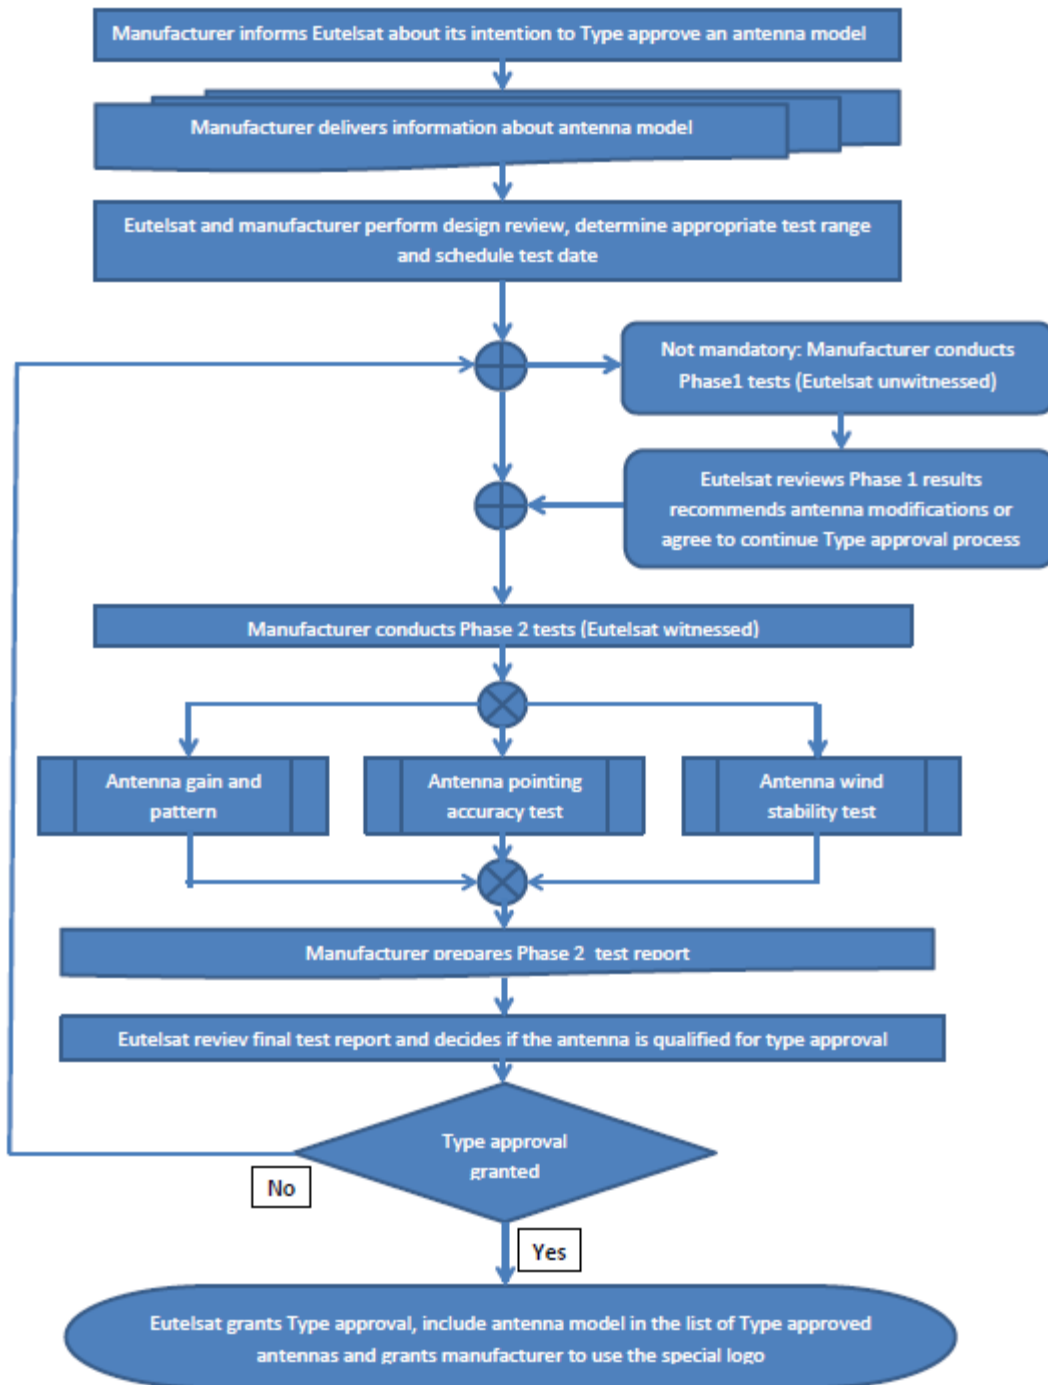 Manufacturer informs Eutelsat about its intention to Type approve an antenna model
Manufacturer delivers information about antenna model
Eutelsat and manufacturer perform design review, determine appropriate test range
and schedule test date
Not mandatory: Manufacturer conducts
Phase1 tests (Eutelsat unwitnessed)
Eutelsat reviews Phase 1 results
recommends antenna modifications or
agree to continue Type approval process
Manufacturer conducts Phase 2 tests (Eutelsat witnessed)
Antenna gain and
pattern
Antenna pointing
accuracy test
Antenna wind
stability test
Manufacturer prepares Phase 2 test report
Eutelsat reviev final test report and decides if the antenna is qualified for type approval
Type approval
granted
No
Yes
Eutelsat grants Type approval, include antenna model in the list of Type approved
antennas and grants manufacturer to use the special logo